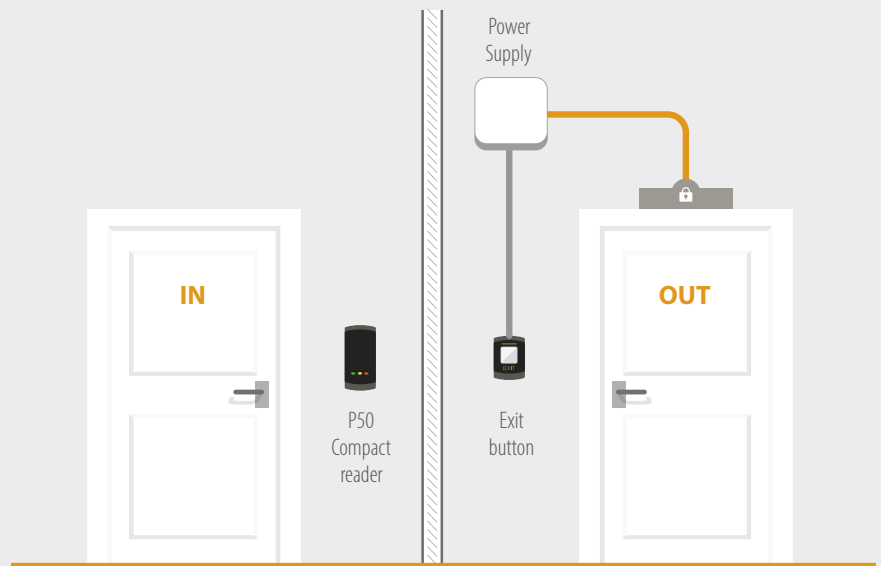 Power
Supply
IN
OUT
EXIT
P50
Compact
reader
Exit
button